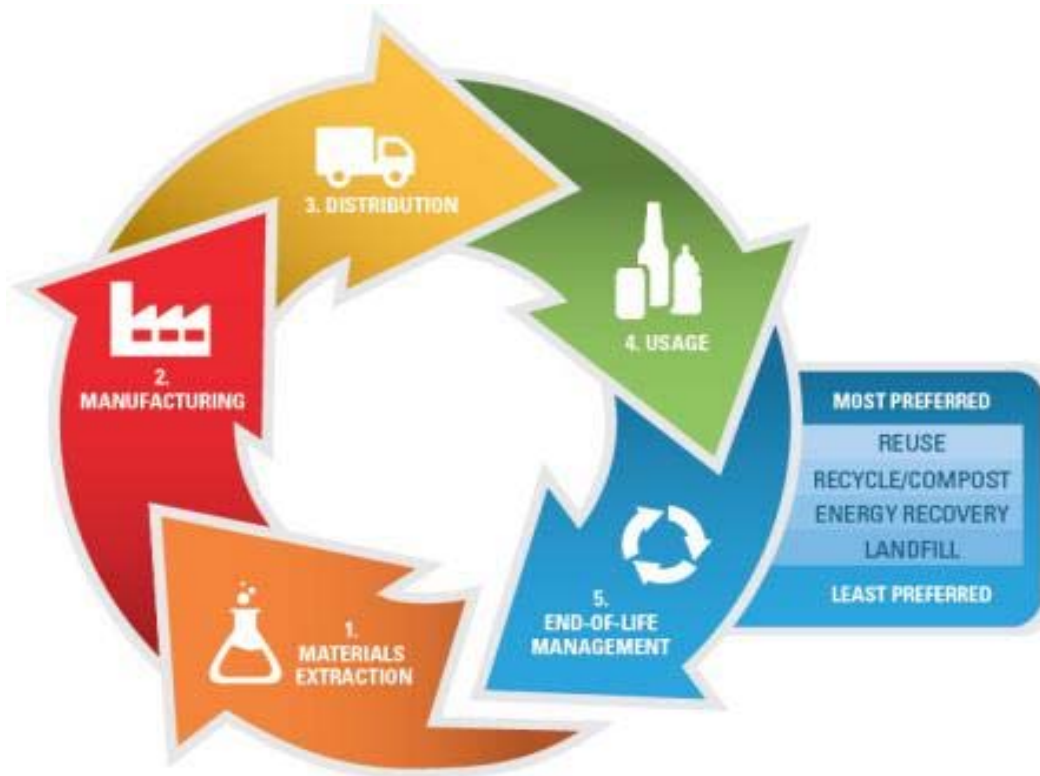 3. DISTRIBUTION
4. USAGE
2.
MANUFACTURING
1.
MATERIALS
EXTRACTION
5.
END-OF-LIFE
MANAGEMENT
MOST PREFERRED
REUSE
RECYCLE/COMPOST
ENERGY RECOVERY
LANDFILL
LEAST PREFERRED